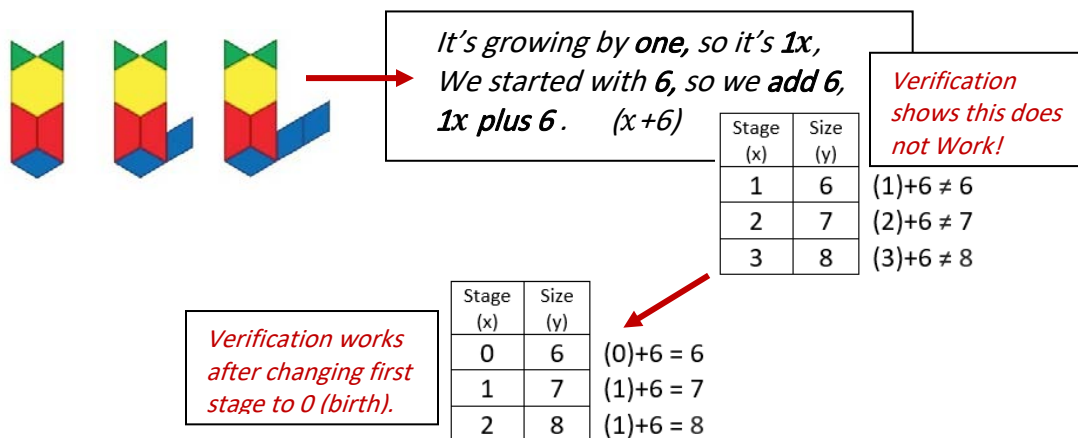 It's growing by one, so it's 1x,
We started with 6, so we add 6,
1x plus 6 . (x+6)
Verification
shows this does
not Work!
Stage (x) Size (y)
1 6 (1)+6 ≠ 6
2 7 (2)+6 ≠ 7
3 8 (3)+6 ≠ 8
Verification works
after changing first
stage to 0 (birth).
Stage (x) Size (y)
0 6 (0)+6 = 6
1 7 (1)+6 = 7
2 8 (1)+6 = 8